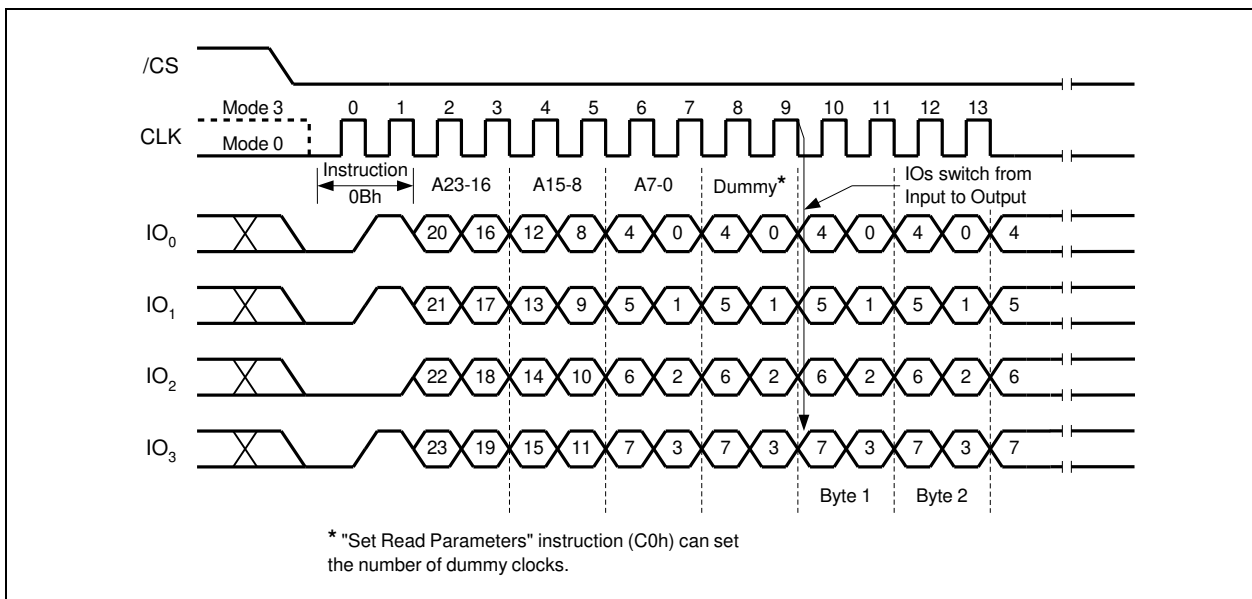 /CS
Mode 3 0 1 2 3 4 5 6 7 8 9 10 11 12 13
CLK
Mode 0
Instruction
0Bh
A23-16 A15-8 A7-0 Dummy*
IOs switch from
Input to Output
IO0 20 16 12 8 4 0 4 0 4 0 4 0 4
IO1 21 17 13 9 5 1 5 1 5 1 5 1 5
IO2 22 18 14 10 6 2 6 2 6 2 6 2 6
IO3 23 19 15 11 7 3 7 3 7 3 7 3 7
Byte 1 Byte 2
* "Set Read Parameters" instruction (C0h) can set
the number of dummy clocks.